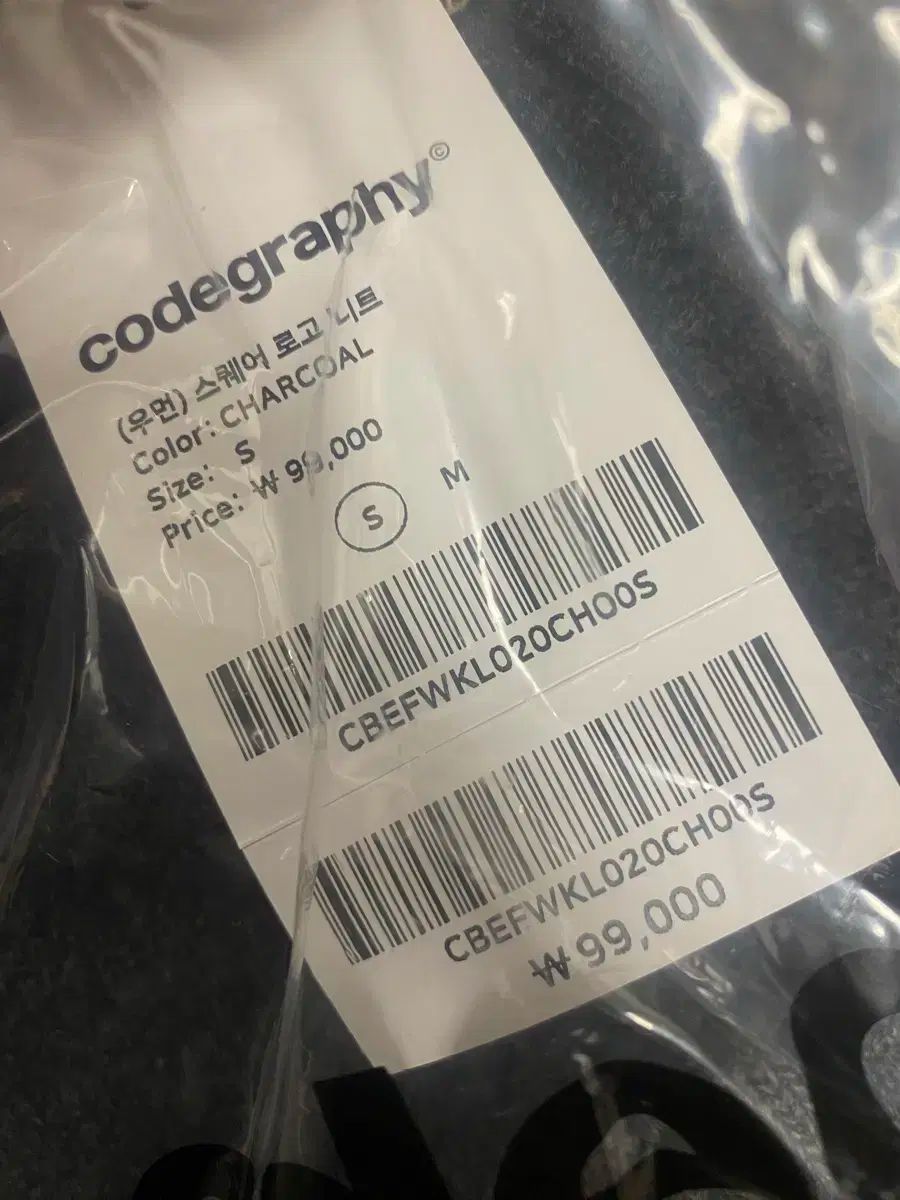 codegraphy©
(우먼) 스퀘어 로고 니트
Color: CHARCOAL
Size: S
Price: ₩ 99,000
S M
CBEFWKL020CH00S
CBEFWKL020CH00S
₩ 99,000